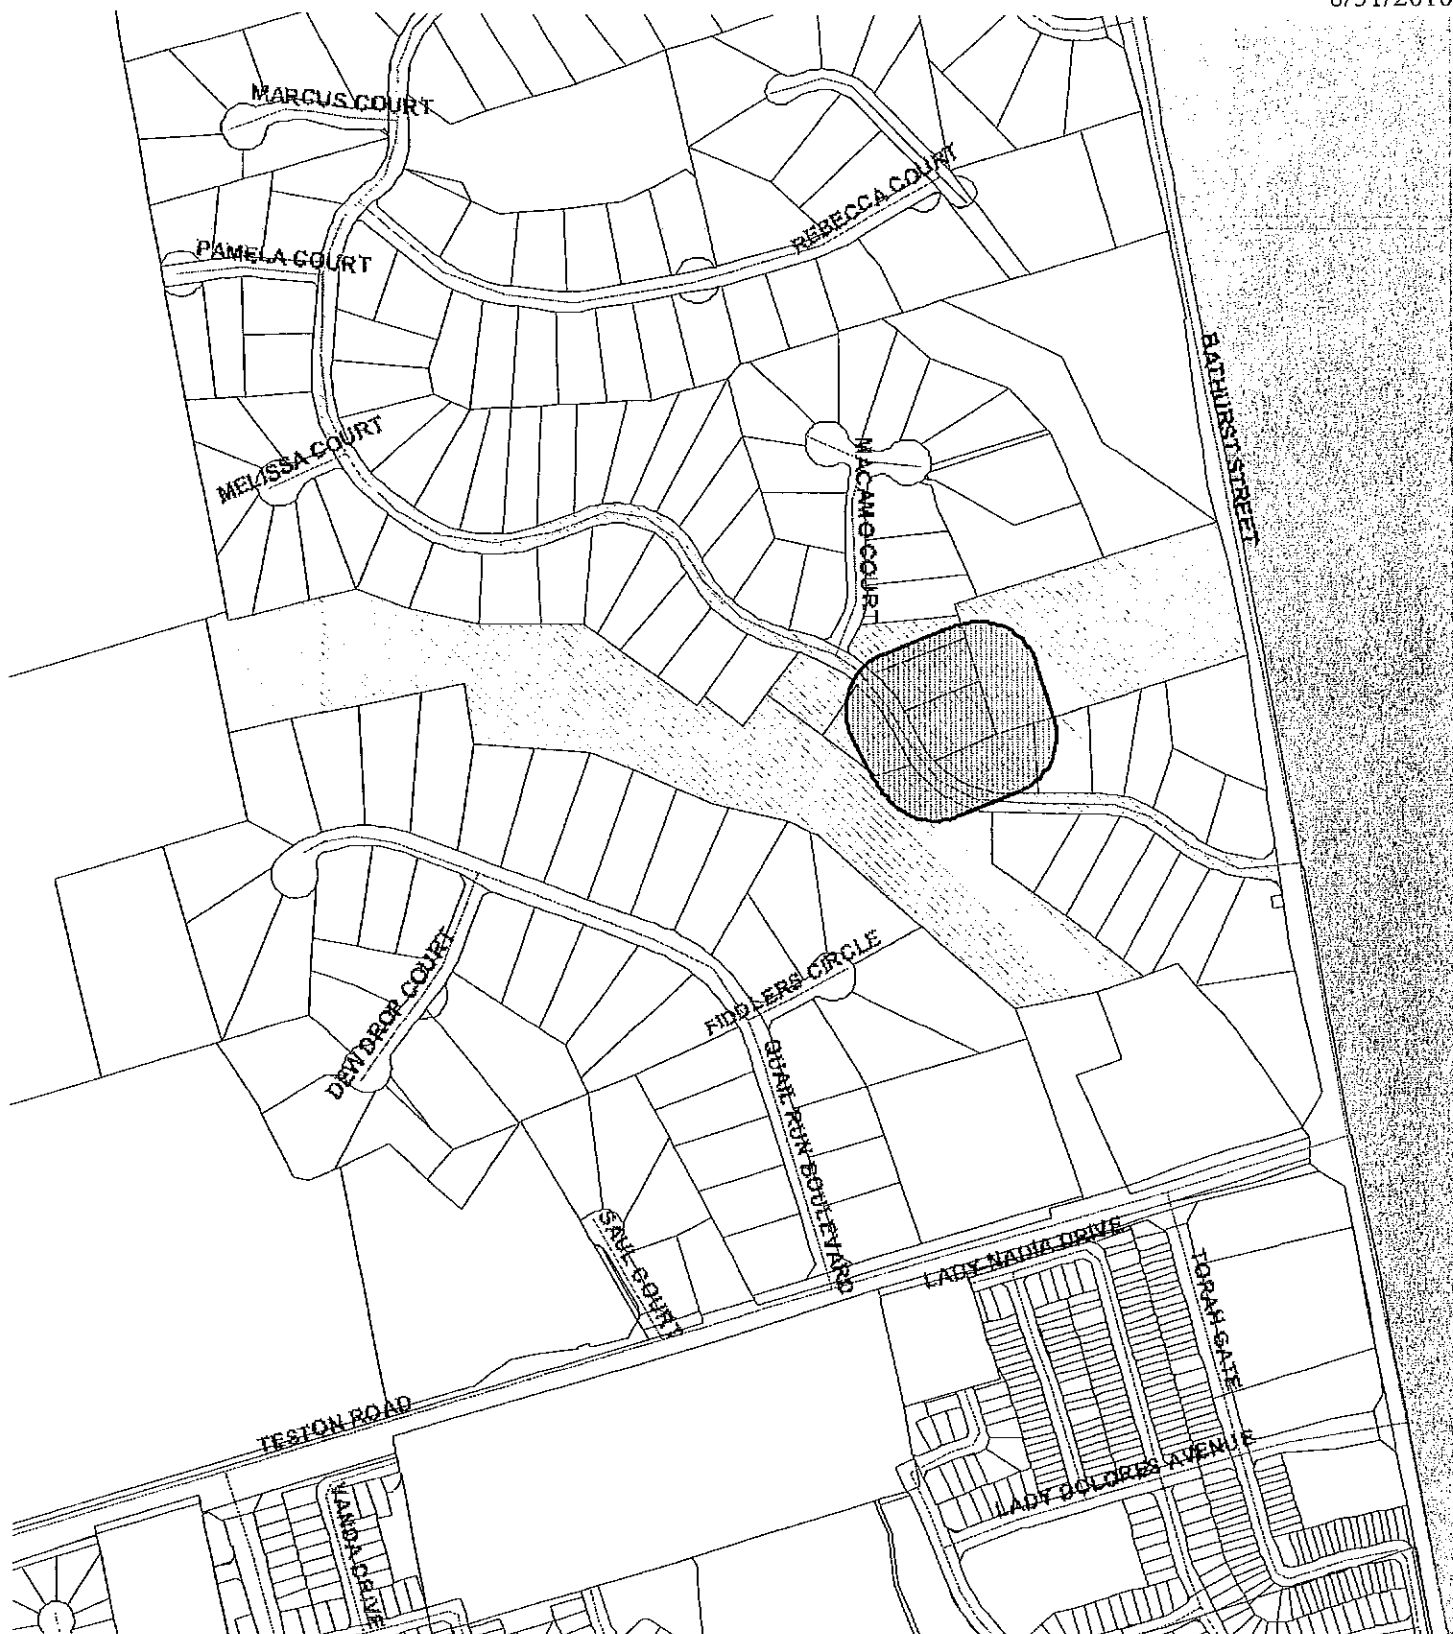 MARCUS COURT
REBECCA COURT
PAMELA COURT
BATHURST STREET
MELISSA COURT
MACAMO COURT
FIDDLERS CIRCLE
DEW DROP COURT
QUAIL RUN BOULEVARD
SAUL COURT
LADY NADIA DRIVE
TORAH GATE
TESTON ROAD
LADY DOLORES AVENUE
VANDA DRIVE